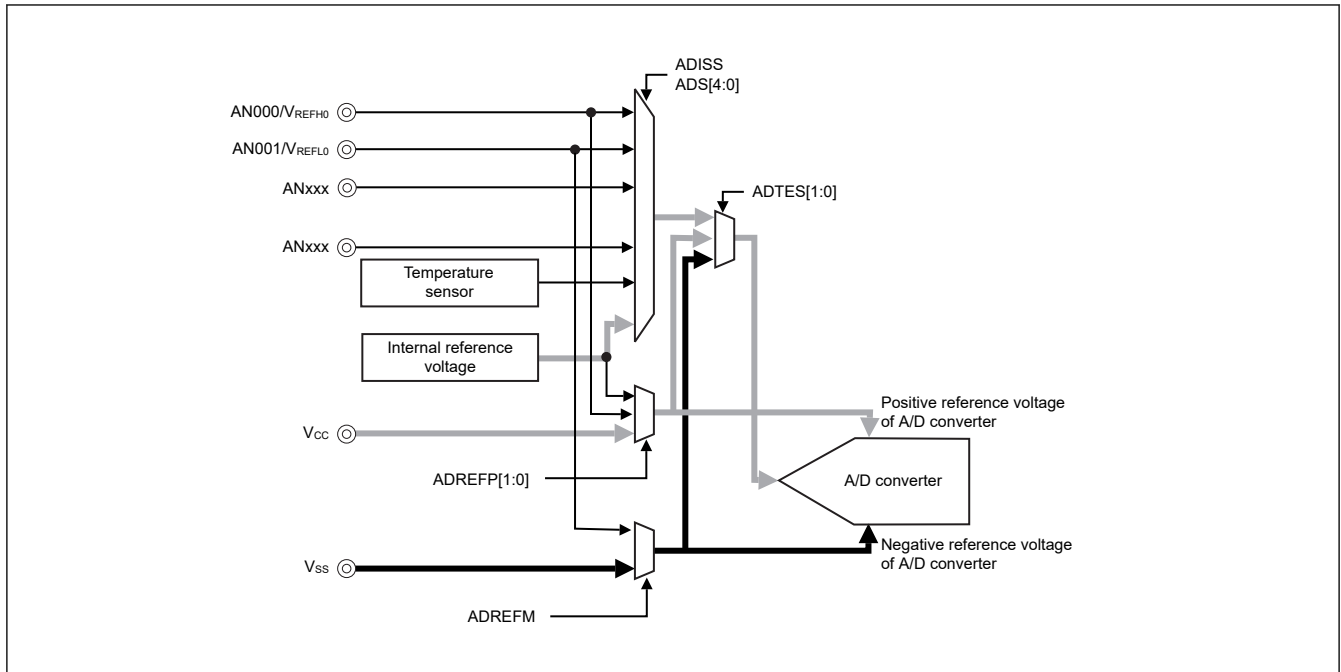 ADISS
ADS[4:0]
AN000/VREFH0
AN001/VREFL0
ANxxx
ADTES[1:0]
ANxxx
Temperature
sensor
Internal reference
voltage
Positive reference voltage
of A/D converter
VCC
ADREFP[1:0]
A/D converter
Negative reference voltage
of A/D converter
VSS
ADREFM